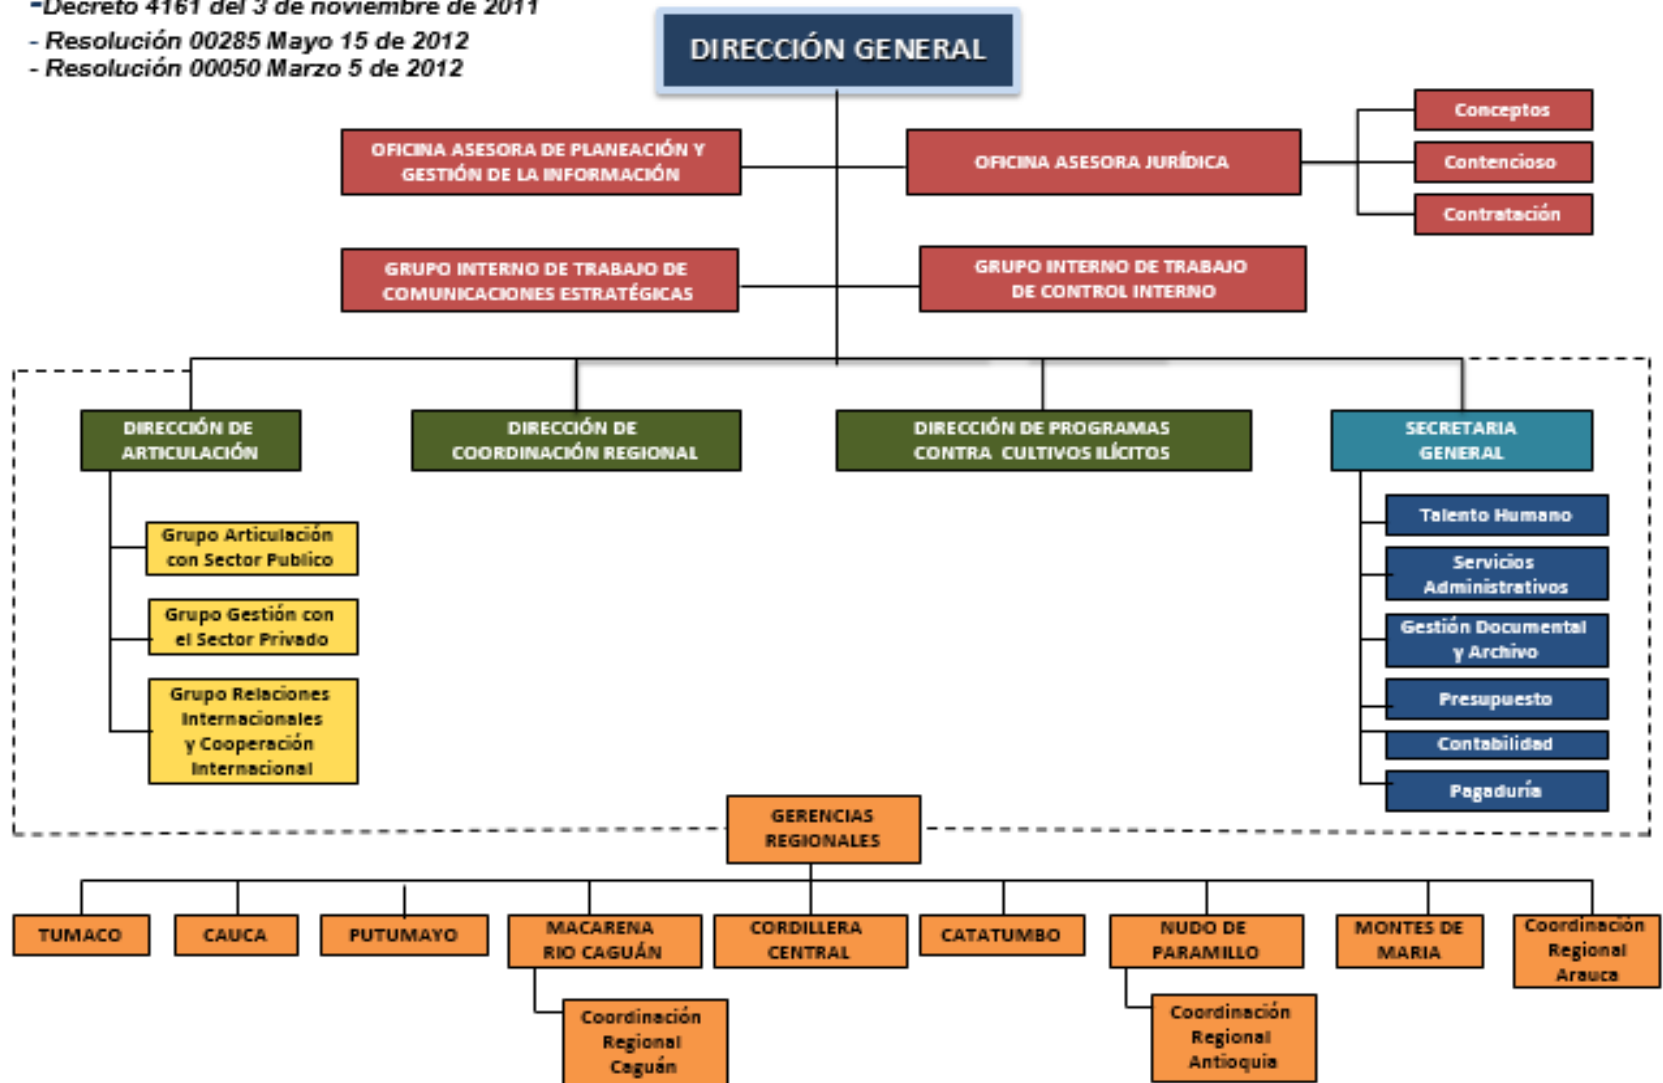 -Decreto 4161 del 3 de noviembre de 2011
- Resolución 00285 Mayo 15 de 2012
- Resolución 00050 Marzo 5 de 2012
DIRECCIÓN GENERAL
OFICINA ASESORA DE PLANEACIÓN Y
GESTIÓN DE LA INFORMACIÓN
OFICINA ASESORA JURÍDICA
Conceptos
Contencioso
Contratación
GRUPO INTERNO DE TRABAJO DE
COMUNICACIONES ESTRATÉGICAS
GRUPO INTERNO DE TRABAJO
DE CONTROL INTERNO
DIRECCIÓN DE
ARTICULACIÓN
DIRECCIÓN DE
COORDINACIÓN REGIONAL
DIRECCIÓN DE PROGRAMAS
CONTRA CULTIVOS ILÍCITOS
SECRETARIA
GENERAL
Grupo Articulación
con Sector Publico
Grupo Gestión con
el Sector Privado
Grupo Relaciones
Internacionales
y Cooperación
Internacional
Talento Humano
Servicios
Administrativos
Gestión Documental
y Archivo
Presupuesto
Contabilidad
Pagaduría
GERENCIAS
REGIONALES
TUMACO
CAUCA
PUTUMAYO
MACARENA
RIO CAGUÁN
CORDILLERA
CENTRAL
CATATUMBO
NUDO DE
PARAMILLO
MONTES DE
MARIA
Coordinación
Regional
Arauca
Coordinación
Regional
Caguán
Coordinación
Regional
Antioquia